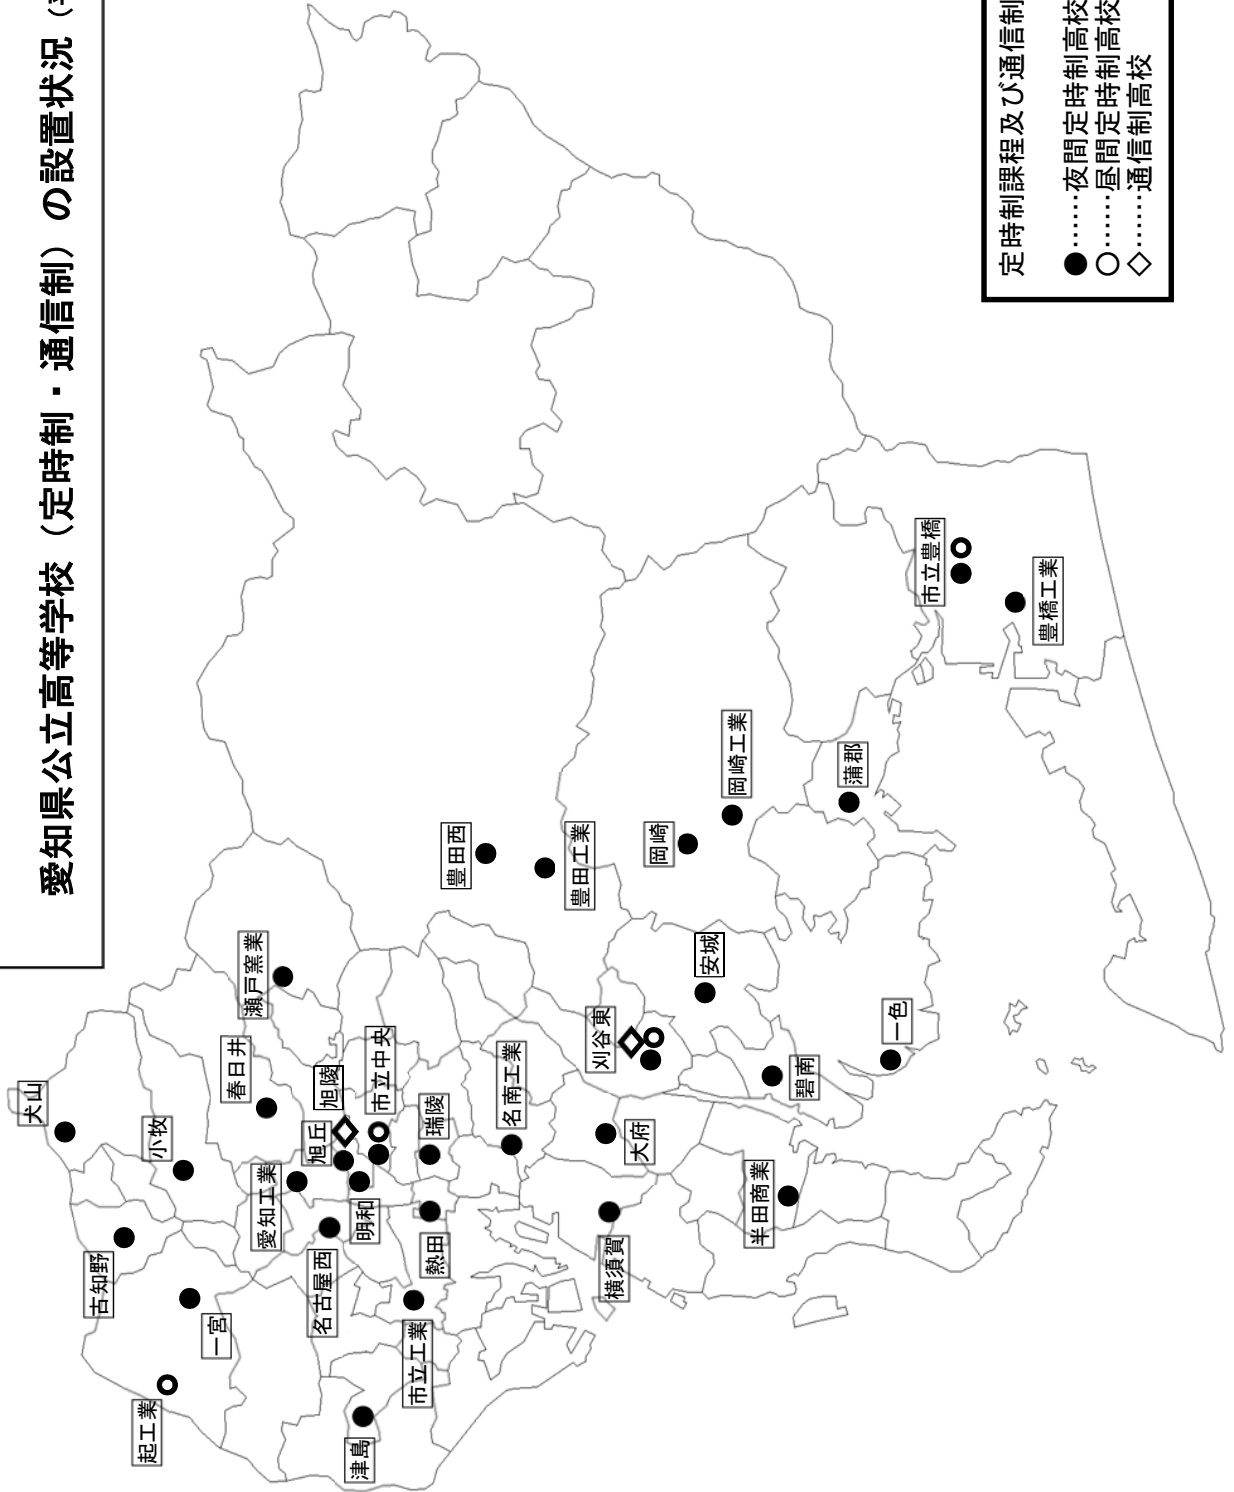 愛知県公立高等学校（定時制・通信制）の設置状況（
定時制課程及び通信制
●……夜間定時制高校
○……昼間定時制高校
◇……通信制高校
犬山
小牧
古知野
一宮
起工業
春日井
瀬戸窯業
愛知工業
旭丘
旭陵
市立中央
明和
名古屋西
瑞陵
熱田
市立工業
津島
名南工業
豊田西
豊田工業
刈谷東
大府
横須賀
岡崎
岡崎工業
安城
碧南
半田商業
一色
蒲郡
市立豊橋
豊橋工業